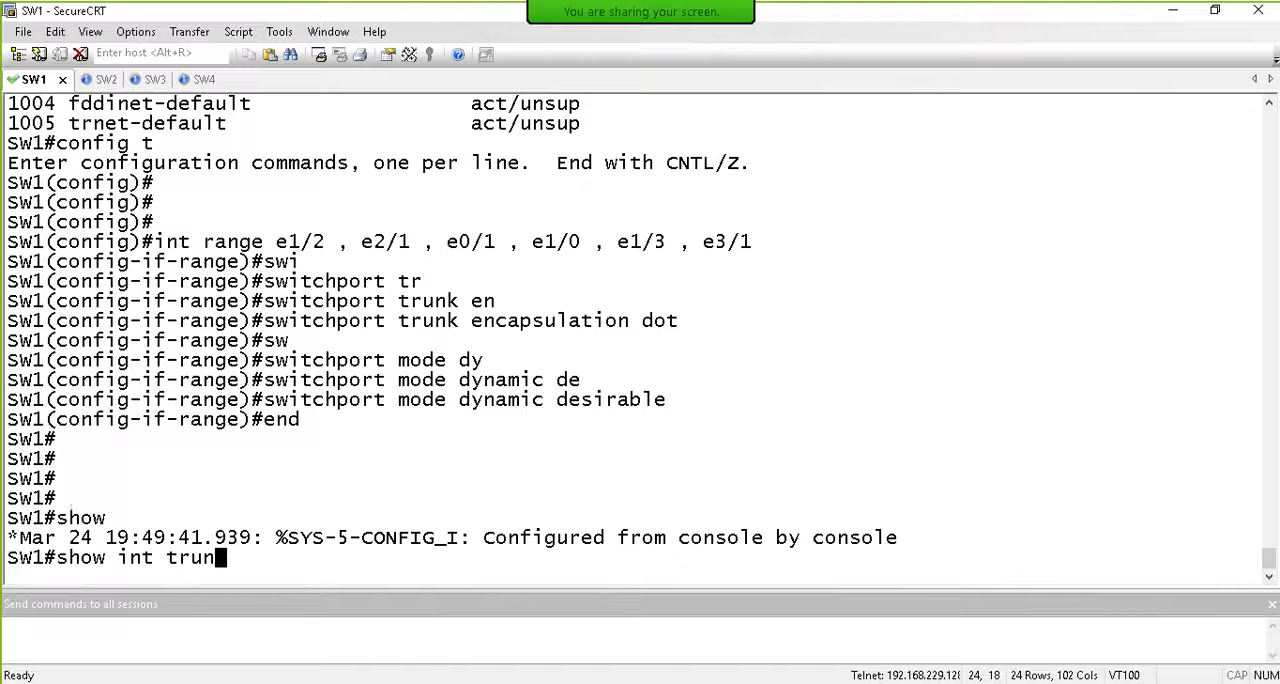 You are sharing your screen.
SW1 - SecureCRT
File Edit View Options Transfer Script Tools Window Help
Enter host <Alt+R>
SW1 SW2 SW3 SW4
1004 fddinet-default act/unsup
1005 trnet-default act/unsup
SW1#config t
Enter configuration commands, one per line. End with CNTL/Z.
SW1(config)#
SW1(config)#
SW1(config)#
SW1(config)#int range e1/2 , e2/1 , e0/1 , e1/0 , e1/3 , e3/1
SW1(config-if-range)#swi
SW1(config-if-range)#switchport tr
SW1(config-if-range)#switchport trunk en
SW1(config-if-range)#switchport trunk encapsulation dot
SW1(config-if-range)#sw
SW1(config-if-range)#switchport mode dy
SW1(config-if-range)#switchport mode dynamic de
SW1(config-if-range)#switchport mode dynamic desirable
SW1(config-if-range)#end
SW1#
SW1#
SW1#
SW1#
SW1#show
*Mar 24 19:49:41.939: %SYS-5-CONFIG_I: Configured from console by console
SW1#show int trun
Send commands to all sessions
Ready Telnet: 192.168.229.12 24, 18 24 Rows, 102 Cols VT100 CAP NUM